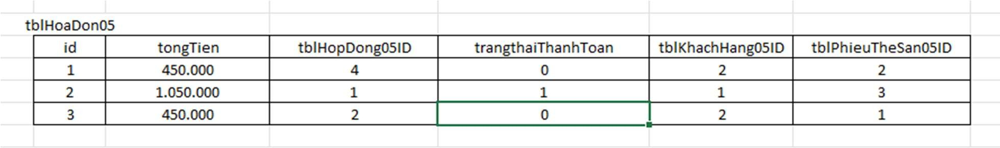 tblHoaDon05
id tongTien tblHopDong05ID trangthaiThanhToan tblKhachHang05ID tblPhieuTheSan05ID
1 450.000 4 0 2 2
2 1.050.000 1 1 1 3
3 450.000 2 0 2 1